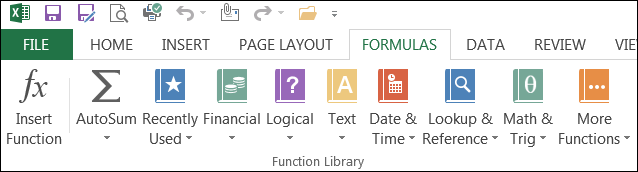 FILE HOME INSERT PAGE LAYOUT FORMULAS DATA REVIEW VIE
fx Σ ? A θ
Insert AutoSum Recently Financial Logical Text Date & Lookup & Math & More
Function Used Time Reference Trig Functions
Function Library